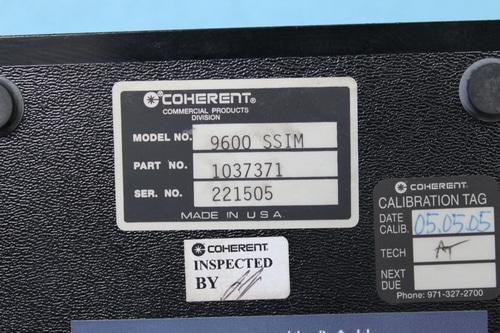 COHERENT®
COMMERCIAL PRODUCTS
DIVISION
MODEL NO. 9600 SSIM
PART NO. 1037371
SER. NO. 221505
MADE IN U.S.A.
COHERENT
CALIBRATION TAG
DATE CALIB. 05.05.05
TECH
NEXT DUE
Phone: 971-327-2700
COHERENT
INSPECTED
BY